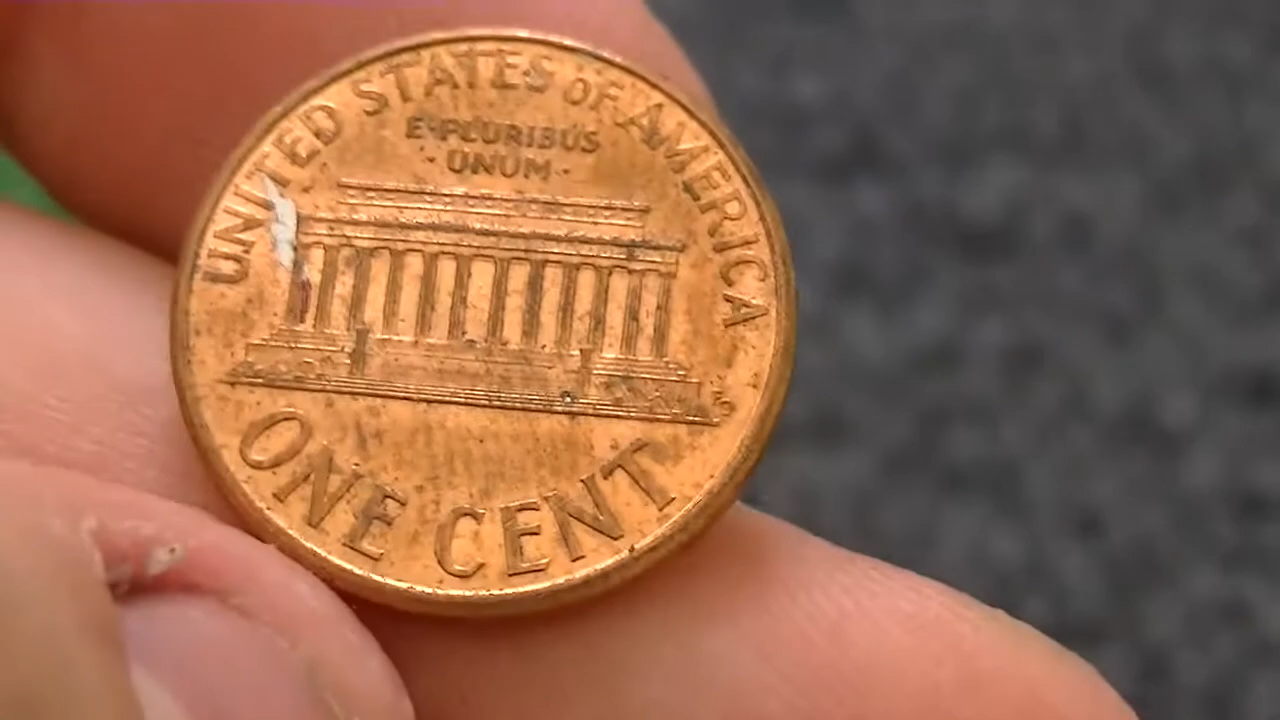 UNITED STATES OF AMERICA
E·PLURIBUS
·UNUM·
ONE CENT